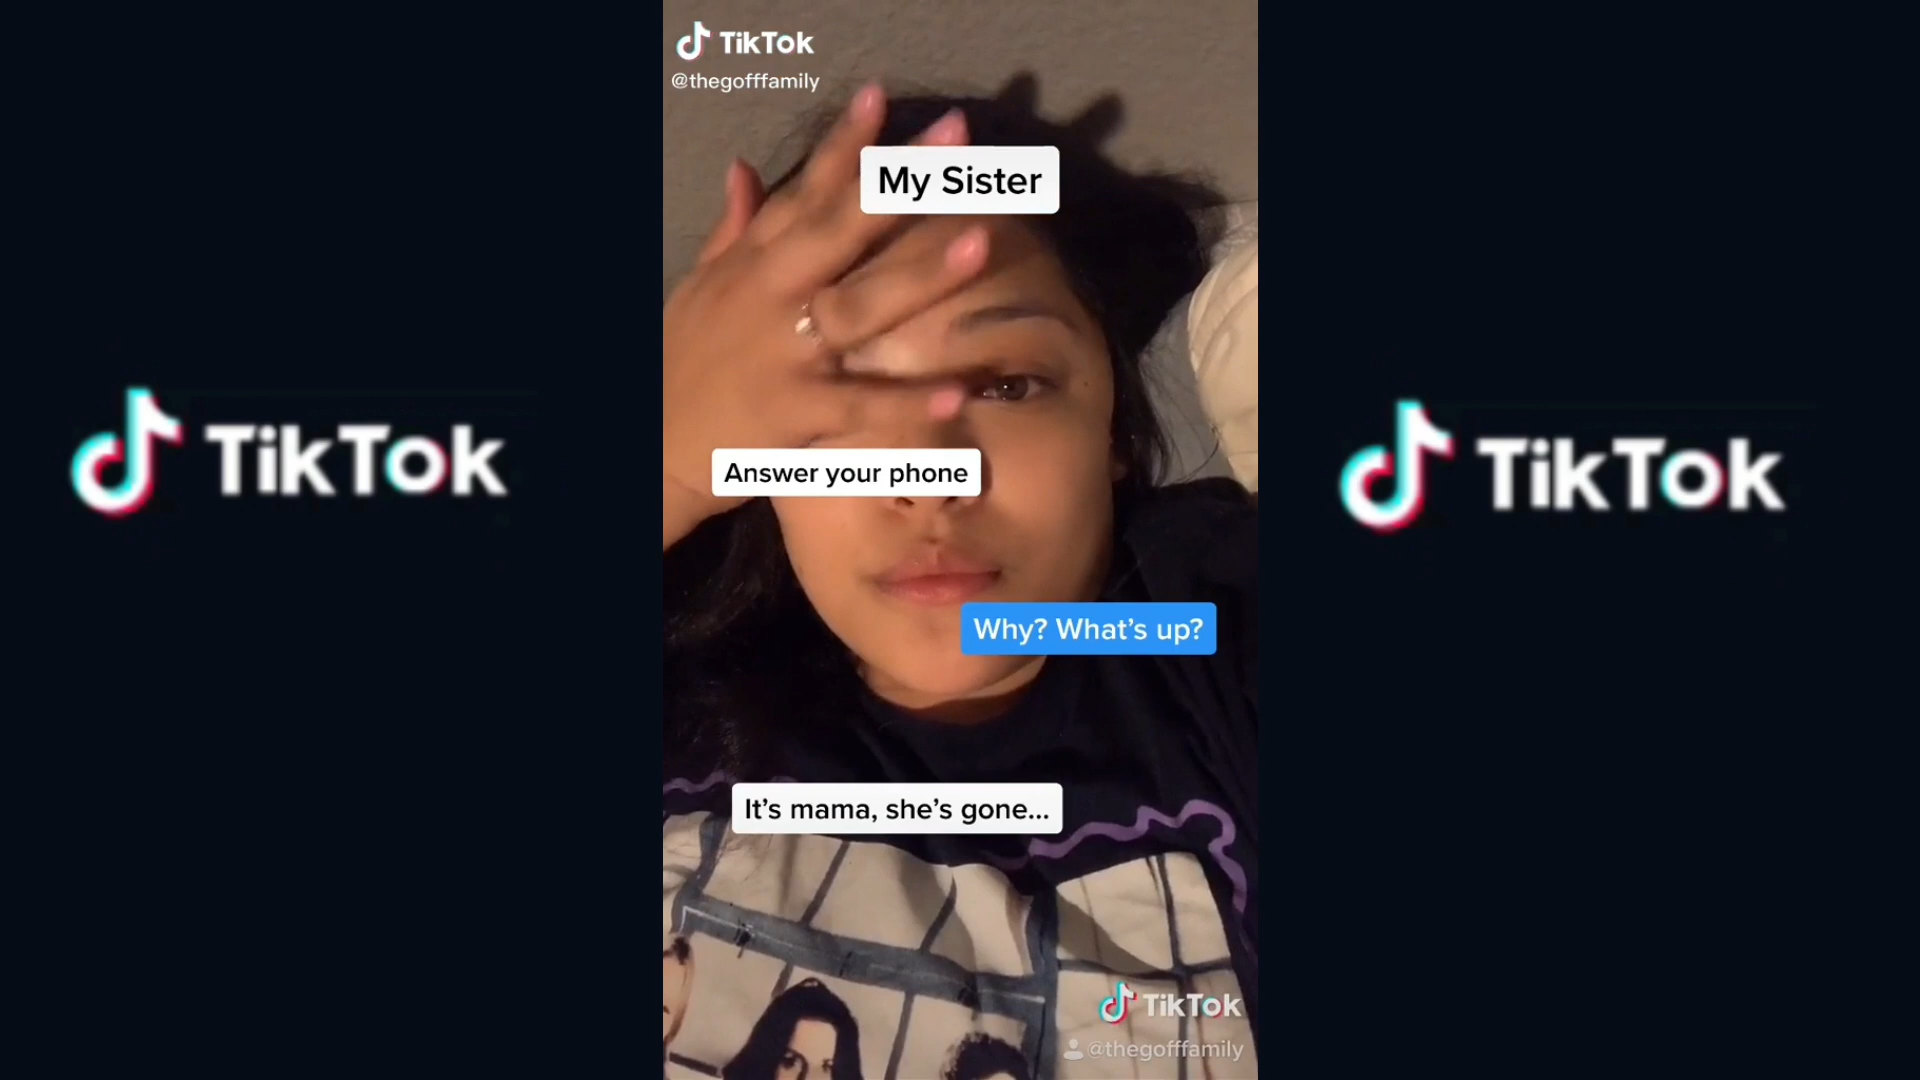 TikTok
@thegofffamily
My Sister
TikTok
TikTok
Answer your phone
Why? What's up?
It's mama, she's gone...
TikTok
@thegofffamily